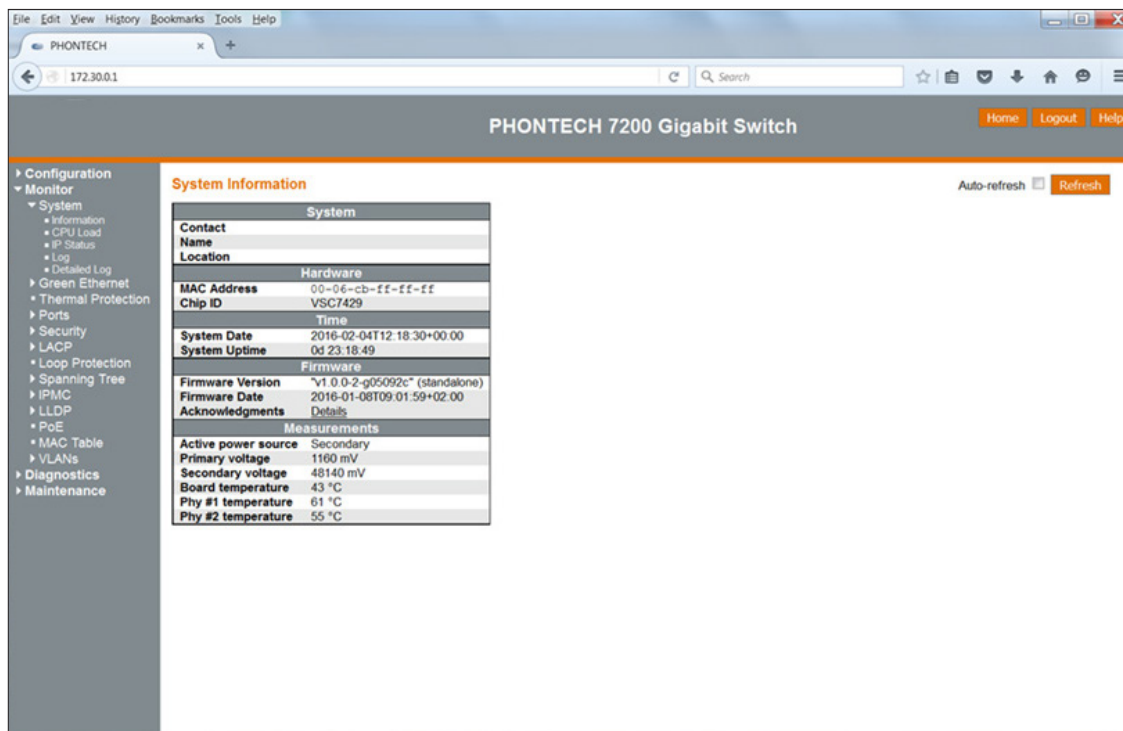 File Edit View History Bookmarks Tools Help
PHONTECH × +
172.30.0.1 Search
PHONTECH 7200 Gigabit Switch
Home Logout Help
Configuration
Monitor
System
Information
CPU Load
IP Status
Log
Detailed Log
Green Ethernet
Thermal Protection
Ports
Security
LACP
Loop Protection
Spanning Tree
IPMC
LLDP
PoE
MAC Table
VLANs
Diagnostics
Maintenance
System Information
Auto-refresh Refresh
System
Contact
Name
Location
Hardware
MAC Address 00-06-cb-ff-ff-ff
Chip ID VSC7429
Time
System Date 2016-02-04T12:18:30+00:00
System Uptime 0d 23:18:49
Firmware
Firmware Version "v1.0.0-2-g05092c" (standalone)
Firmware Date 2016-01-08T09:01:59+02:00
Acknowledgments Details
Measurements
Active power source Secondary
Primary voltage 1160 mV
Secondary voltage 48140 mV
Board temperature 43 °C
Phy #1 temperature 61 °C
Phy #2 temperature 55 °C